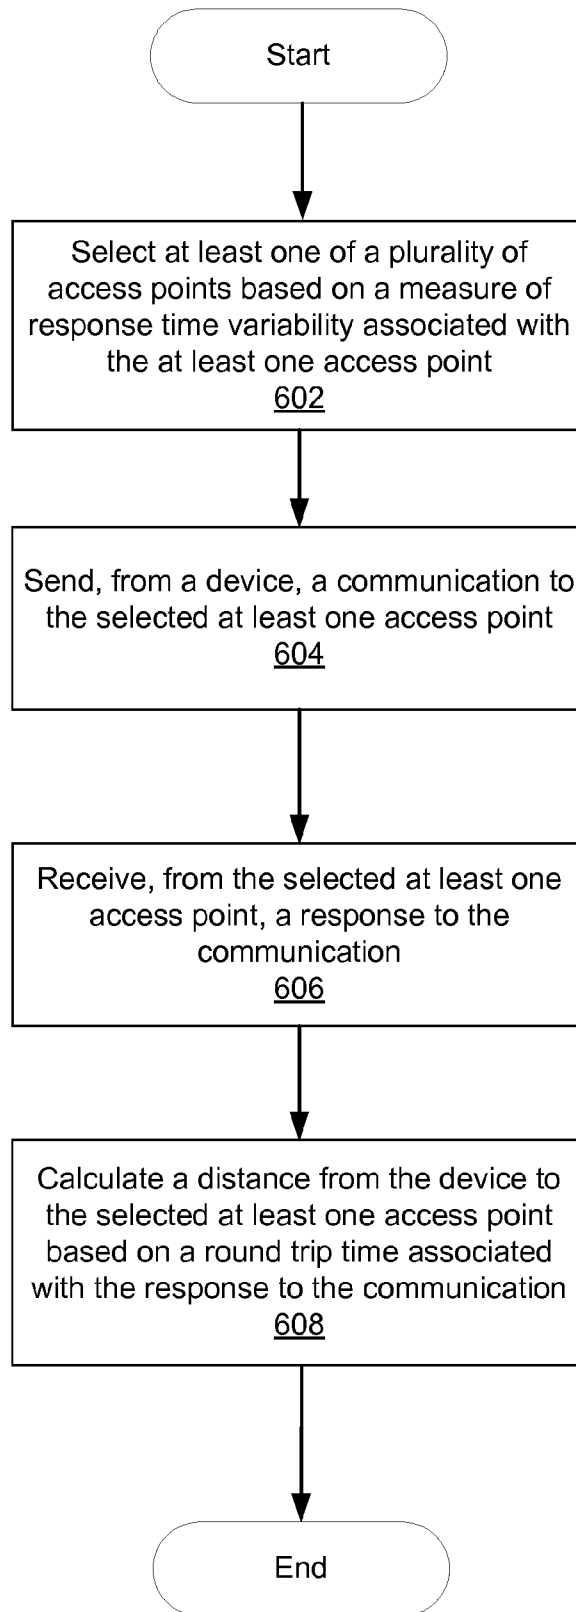 Start
Select at least one of a plurality of
access points based on a measure of
response time variability associated with
the at least one access point
602
Send, from a device, a communication to
the selected at least one access point
604
Receive, from the selected at least one
access point, a response to the
communication
606
Calculate a distance from the device to
the selected at least one access point
based on a round trip time associated
with the response to the communication
608
End